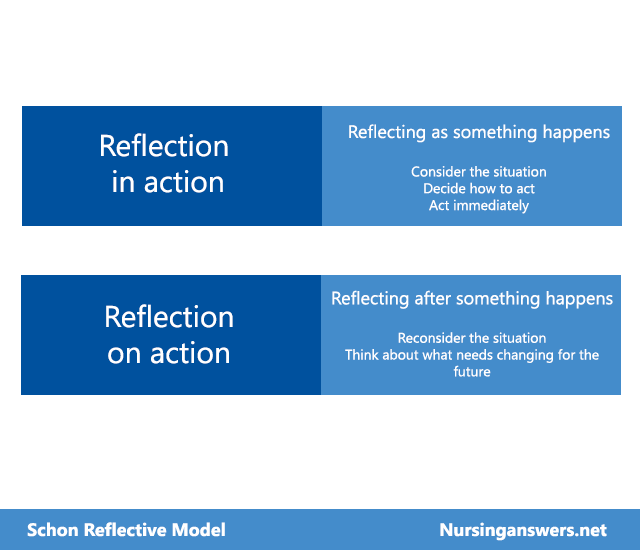 Reflection
in action
Reflecting as something happens
Consider the situation
Decide how to act
Act immediately
Reflection
on action
Reflecting after something happens
Reconsider the situation
Think about what needs changing for the
future
Schon Reflective Model
Nursinganswers.net